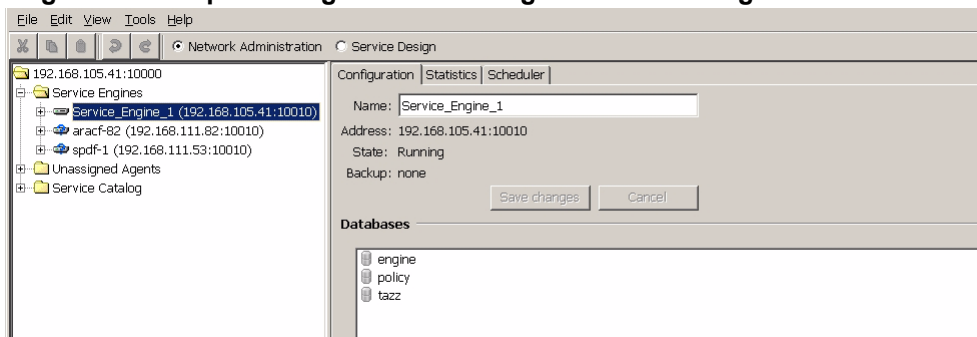 File Edit View Tools Help
Network Administration Service Design
192.168.105.41:10000
Service Engines
Service_Engine_1 (192.168.105.41:10010)
aracf-82 (192.168.111.82:10010)
spdf-1 (192.168.111.53:10010)
Unassigned Agents
Service Catalog
Configuration Statistics Scheduler
Name: Service_Engine_1
Address: 192.168.105.41:10010
State: Running
Backup: none
Save changes Cancel
Databases
engine
policy
tazz